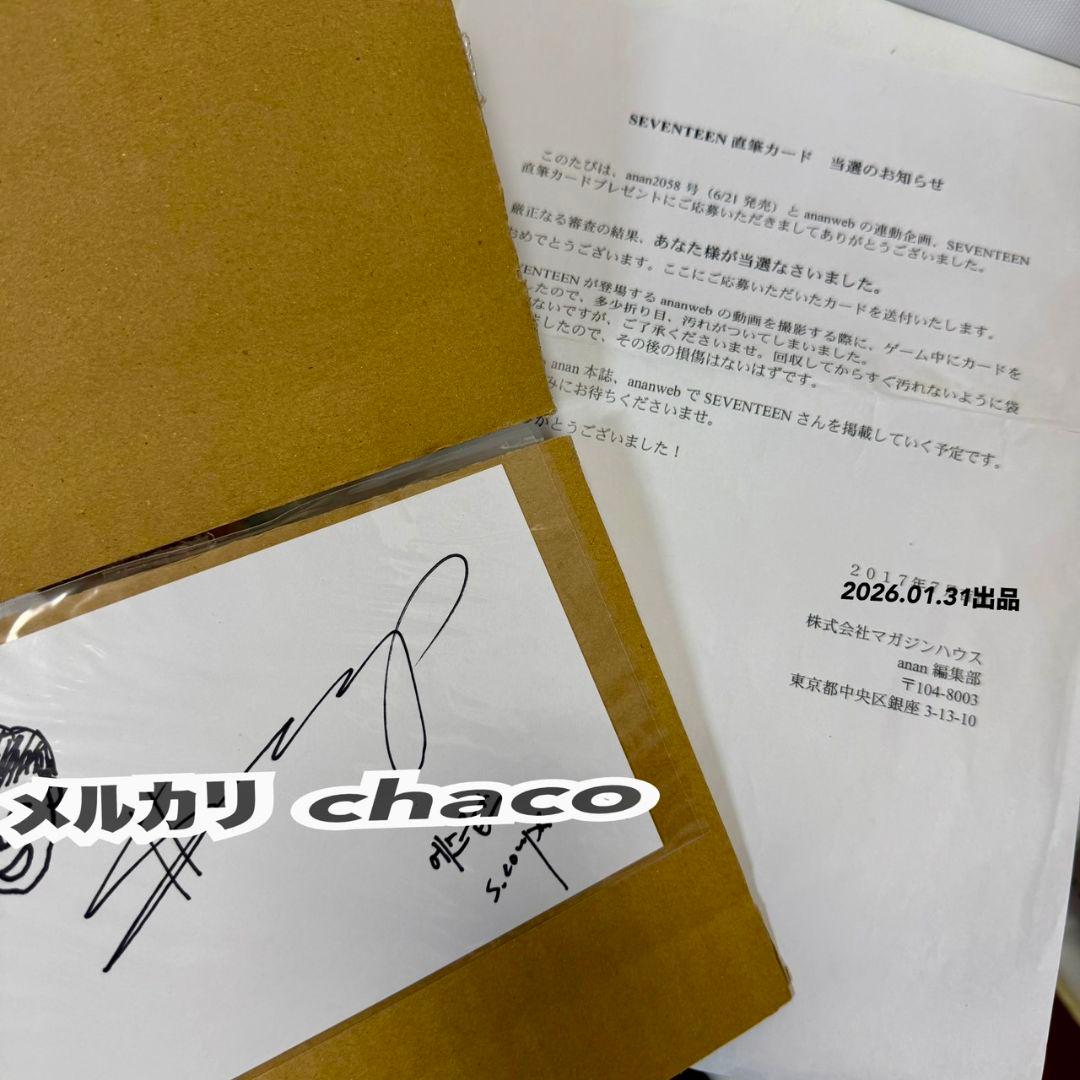 SEVENTEEN 直筆カード 当選のお知らせ
このたびは、anan2058 号（6/21 発売）と ananweb の連動企画、SEVENTEEN
直筆カードプレゼントにご応募いただきましてありがとうございました。
厳正なる審査の結果、あなた様が当選なさいました。
おめでとうございます。ここにご応募いただいたカードを送付いたします。
VENTEEN が登場する ananweb の動画を撮影する際に、ゲーム中にカードを
したので、多少折り目、汚れがついてしまいました。
ないですが、ご了承くださいませ。回収してからすぐ汚れないように袋
ましたので、その後の損傷はないはずです。
anan 本誌、ananweb で SEVENTEEN さんを掲載していく予定です。
みにお待ちくださいませ。
がとうございました！
2017年7月
2026.01.31出品
株式会社マガジンハウス
anan 編集部
〒104-8003
東京都中央区銀座 3-13-10
メルカリ chaco
에스
s.coups